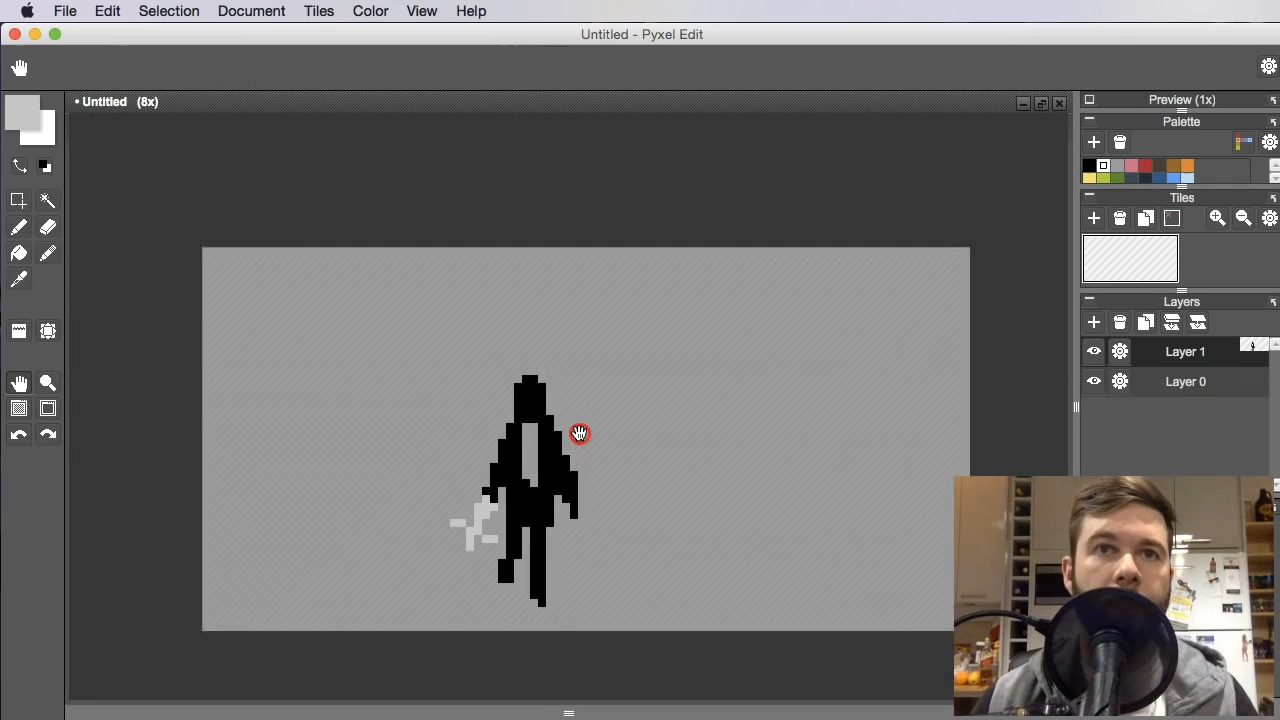 File Edit Selection Document Tiles Color View Help
Untitled - Pyxel Edit
• Untitled (8x)
Preview (1x)
Palette
Tiles
Layers
Layer 1
Layer 0